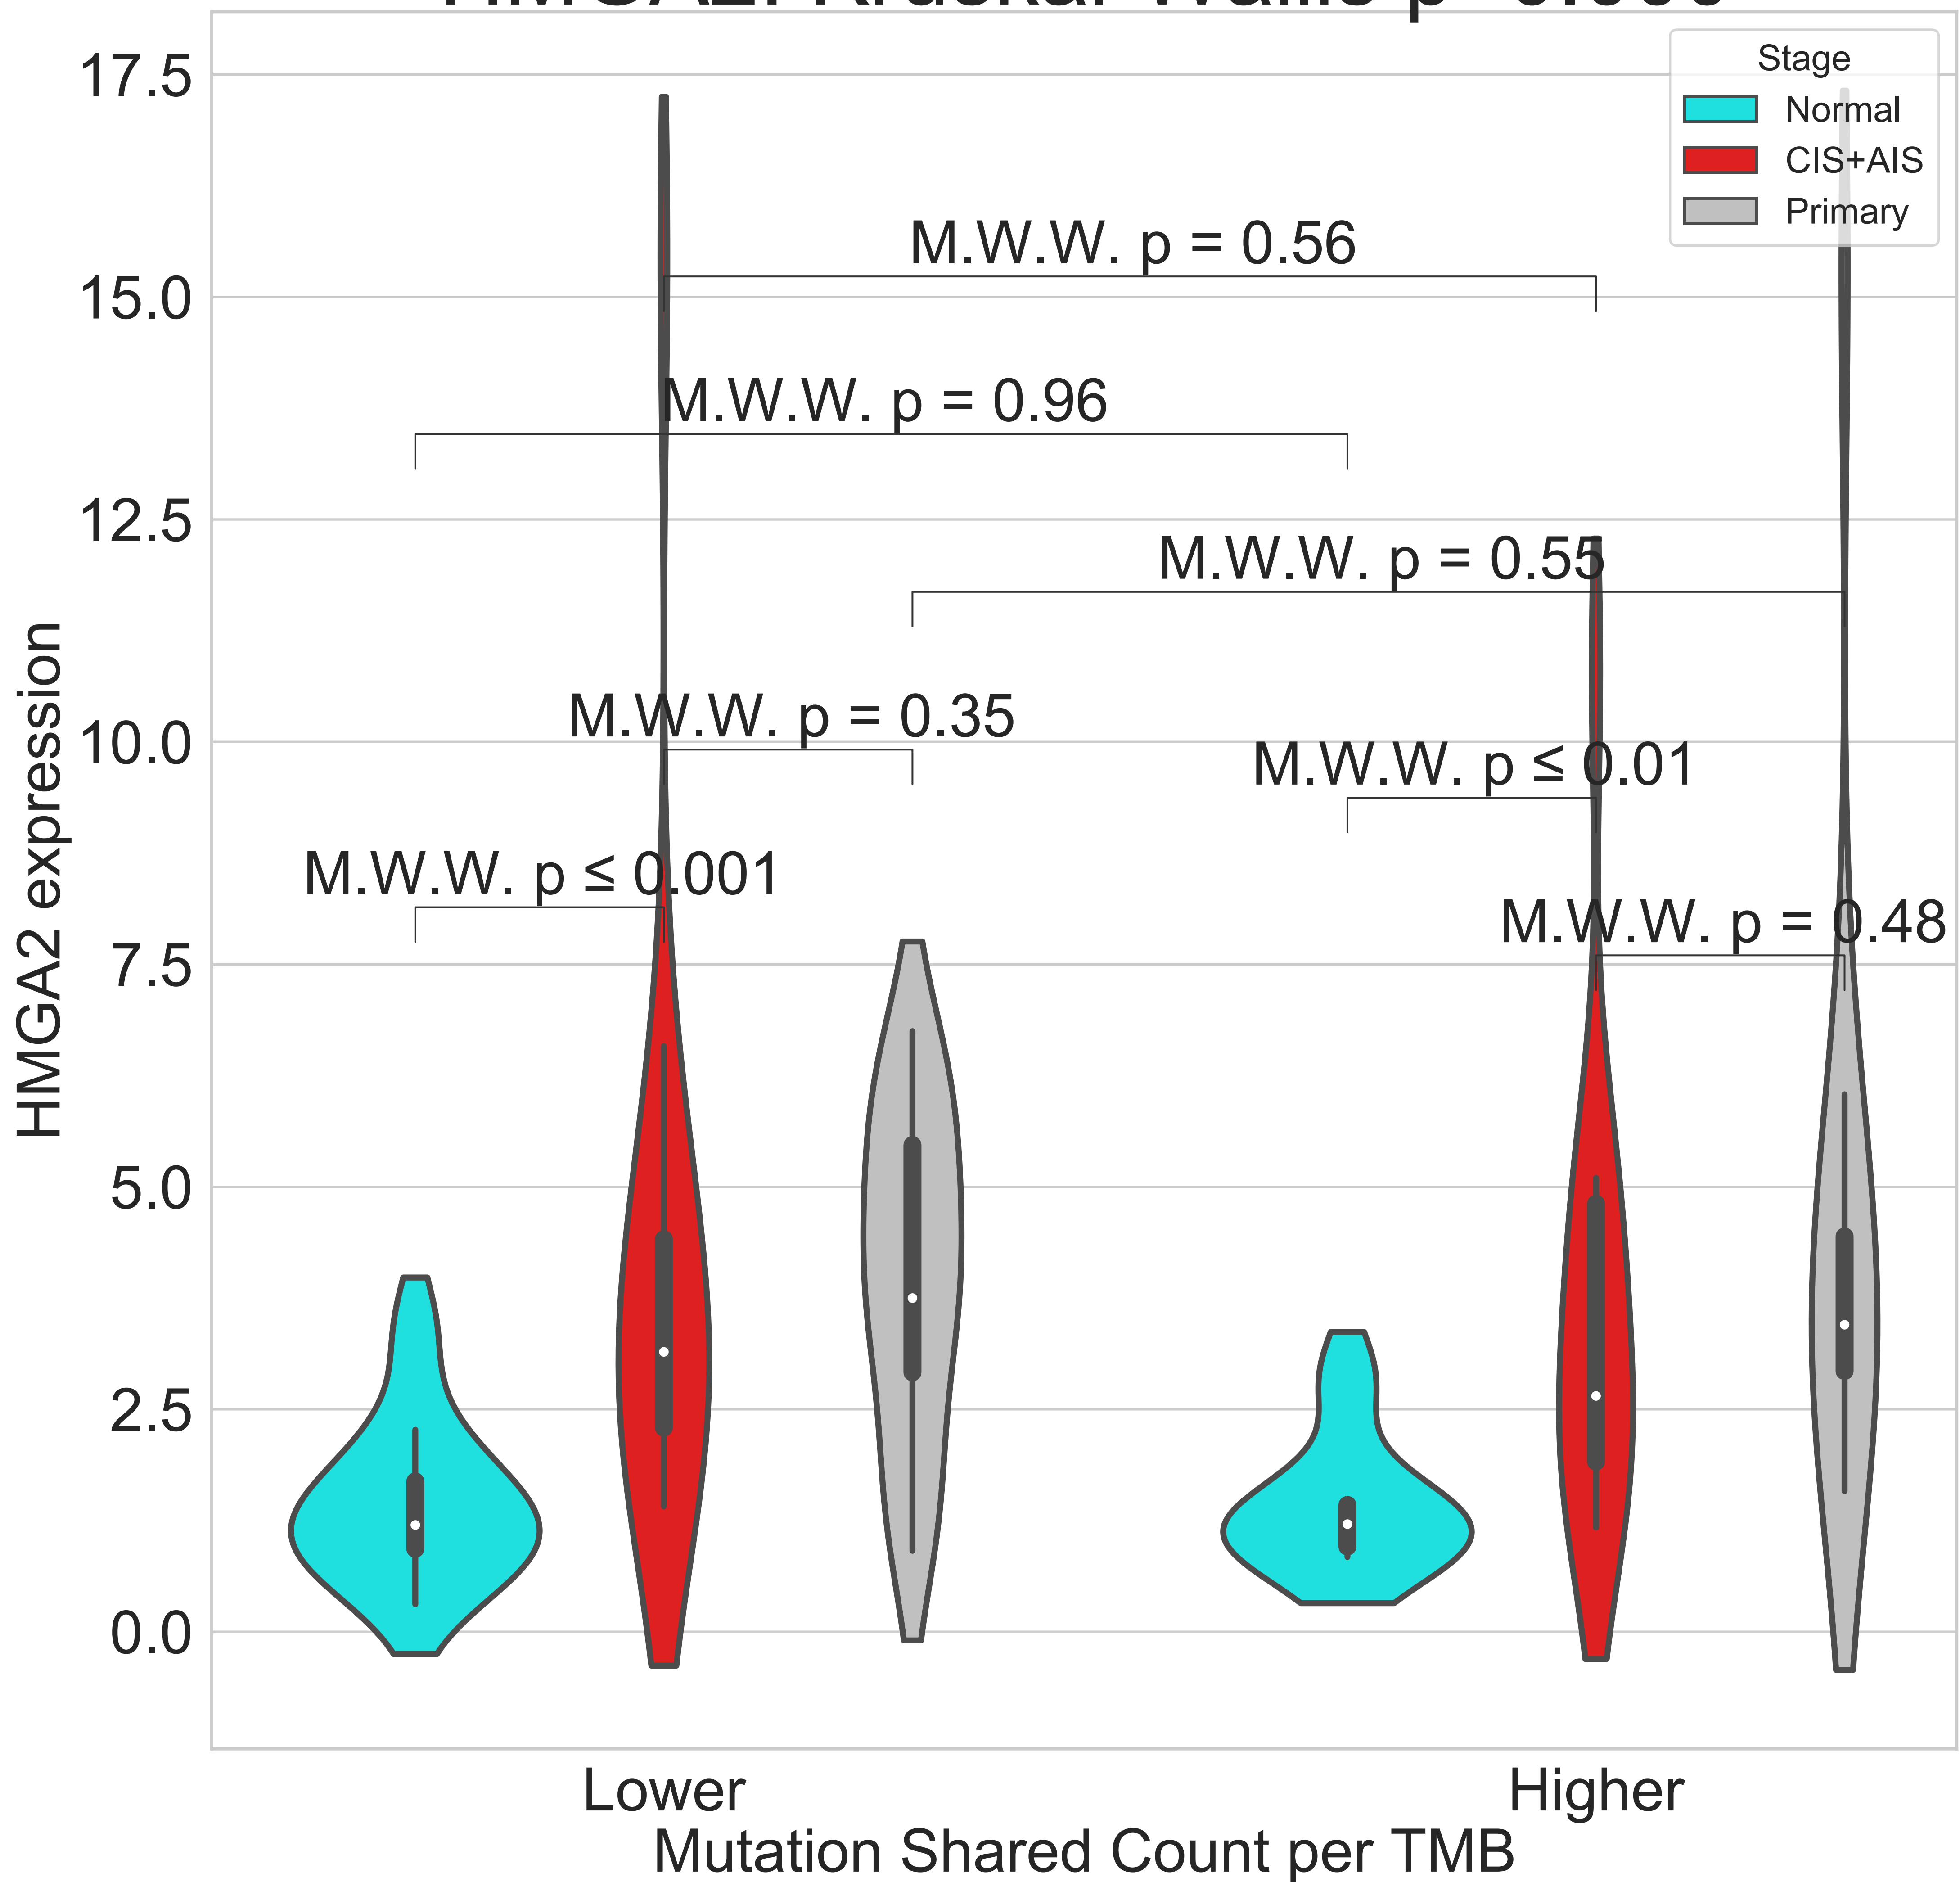 17.5
15.0
12.5
10.0
7.5
5.0
2.5
0.0
HMGA2 expression
Stage
Normal
CIS+AIS
Primary
M.W.W. p = 0.56
M.W.W. p = 0.96
M.W.W. p = 0.55
M.W.W. p = 0.35
M.W.W. p ≤ 0.01
M.W.W. p ≤ 0.001
M.W.W. p = 0.48
Lower
Higher
Mutation Shared Count per TMB